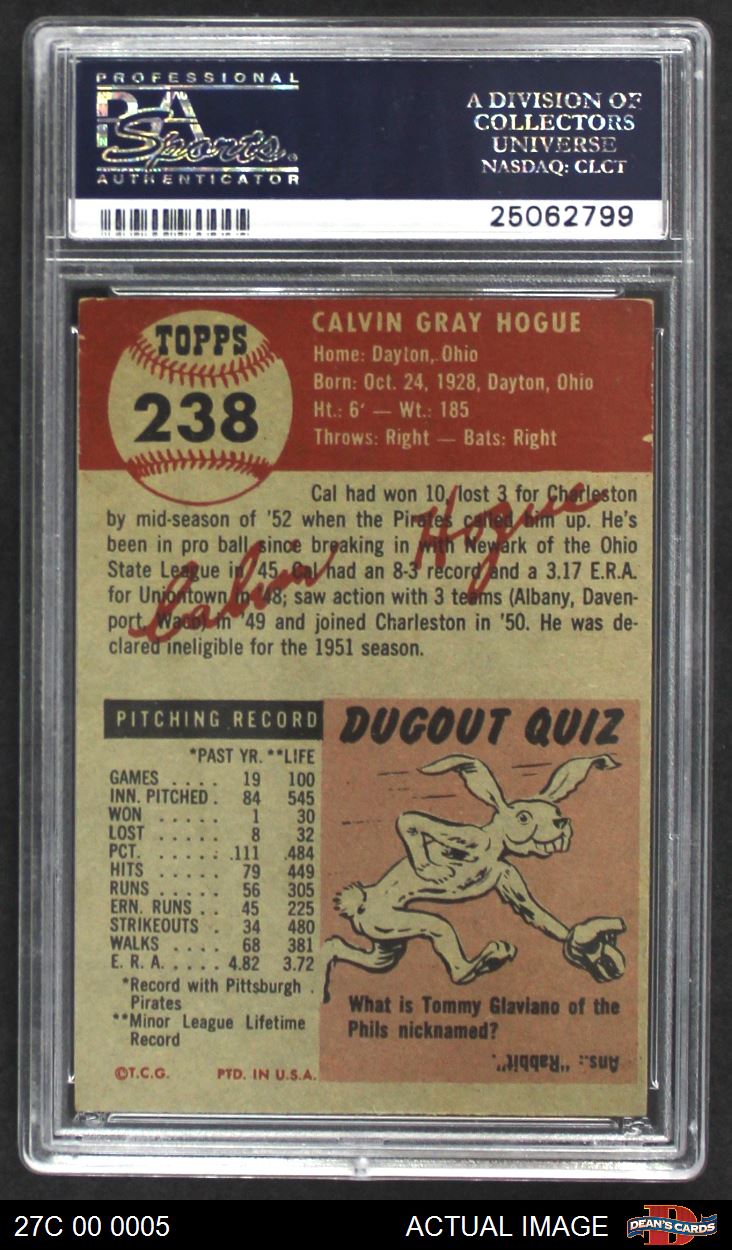 PROFESSIONAL
PSA
Sports.
AUTHENTICATOR
A DIVISION OF
COLLECTORS
UNIVERSE
NASDAQ: CLCT
25062799
TOPPS
238
CALVIN GRAY HOGUE
Home: Dayton, Ohio
Born: Oct. 24, 1928, Dayton, Ohio
Ht.: 6' — Wt.: 185
Throws: Right — Bats: Right
Cal had won 10, lost 3 for Charleston
by mid-season of '52 when the Pirates called him up. He's
been in pro ball since breaking in with Newark of the Ohio
State League in '45. Cal had an 8-3 record and a 3.17 E.R.A.
for Uniontown in '48; saw action with 3 teams (Albany, Daven-
port, Waco) in '49 and joined Charleston in '50. He was de-
clared ineligible for the 1951 season.
Calvin Hogue
PITCHING RECORD
*PAST YR. **LIFE
GAMES . . . . 19 100
INN. PITCHED . 84 545
WON . . . . . 1 30
LOST . . . . . 8 32
PCT. . . . . . .111 .484
HITS . . . . . 79 449
RUNS . . . . . 56 305
ERN. RUNS . . 45 225
STRIKEOUTS . 34 480
WALKS . . . . 68 381
E. R. A. . . . . 4.82 3.72
*Record with Pittsburgh
Pirates
**Minor League Lifetime
Record
©T.C.G. PTD. IN U.S.A.
DUGOUT QUIZ
What is Tommy Glaviano of the
Phils nicknamed?
Ans.: "Rabbit".
27C 00 0005
ACTUAL IMAGE
D
DEAN'S CARDS